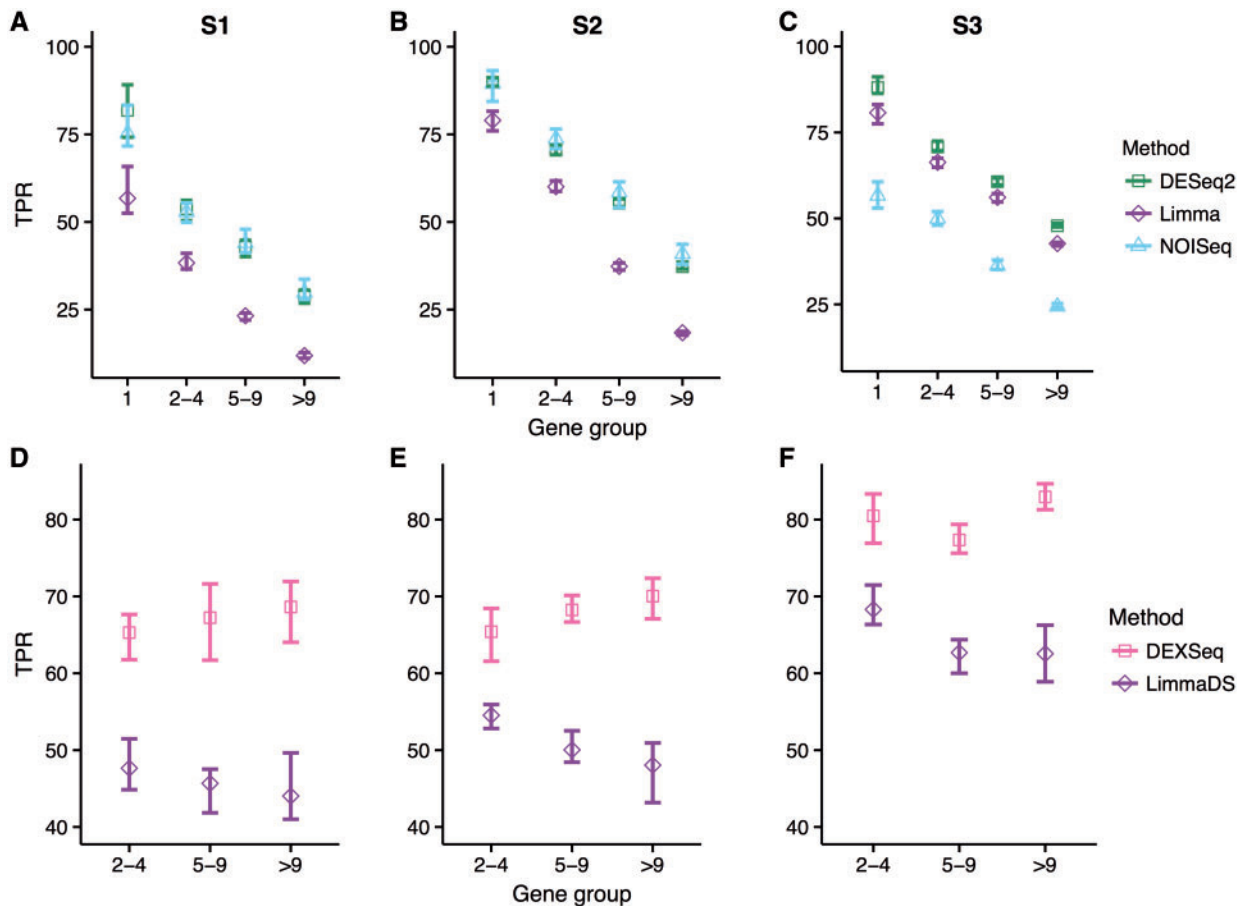 A S1
B S2
C S3
TPR
100
75
50
25
1 2−4 5−9 >9
100
75
50
25
1 2−4 5−9 >9
Gene group
100
75
50
25
1 2−4 5−9 >9
Method
DESeq2
Limma
NOISeq
D
E
F
TPR
80
70
60
50
40
2−4 5−9 >9
80
70
60
50
40
2−4 5−9 >9
Gene group
80
70
60
50
40
2−4 5−9 >9
Method
DEXSeq
LimmaDS